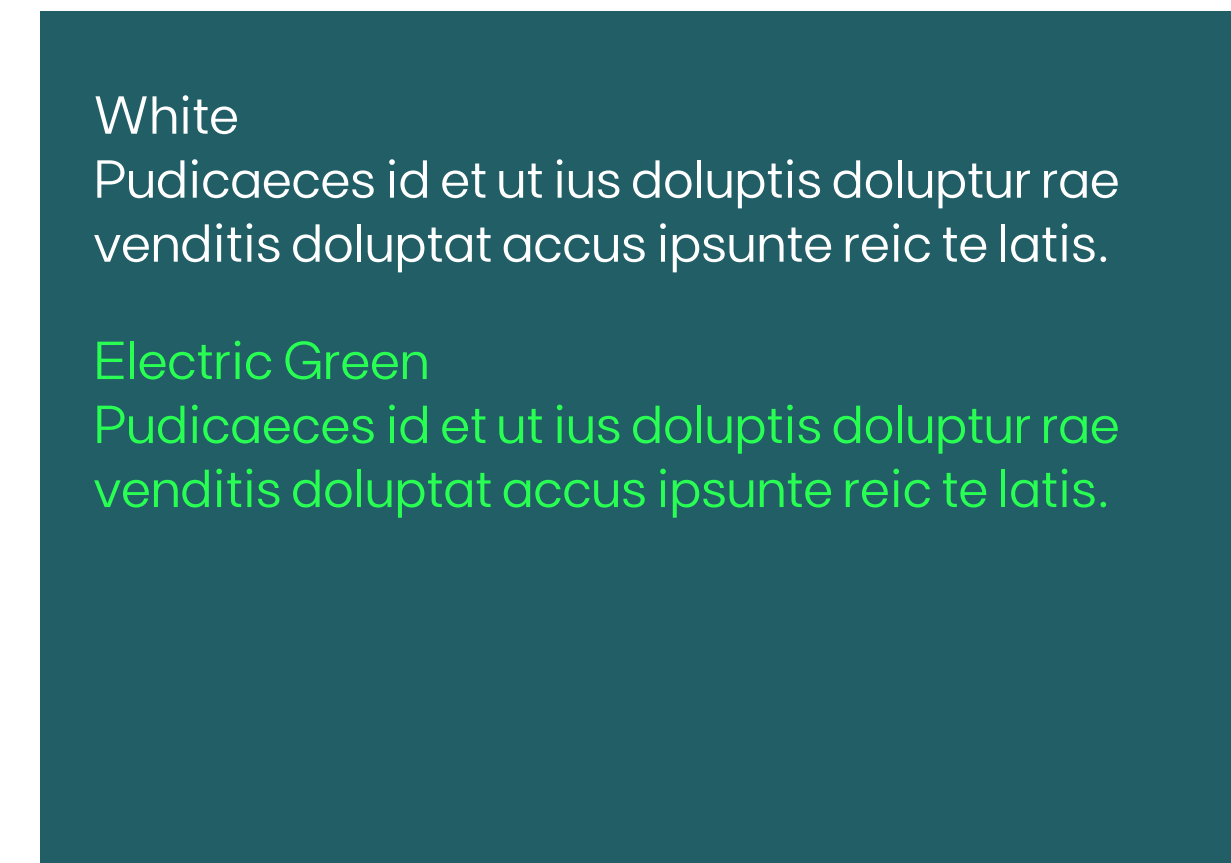 White
Pudicaeces id et ut ius doluptis doluptur rae
venditis doluptat accus ipsunte reic te latis.
Electric Green
Pudicaeces id et ut ius doluptis doluptur rae
venditis doluptat accus ipsunte reic te latis.